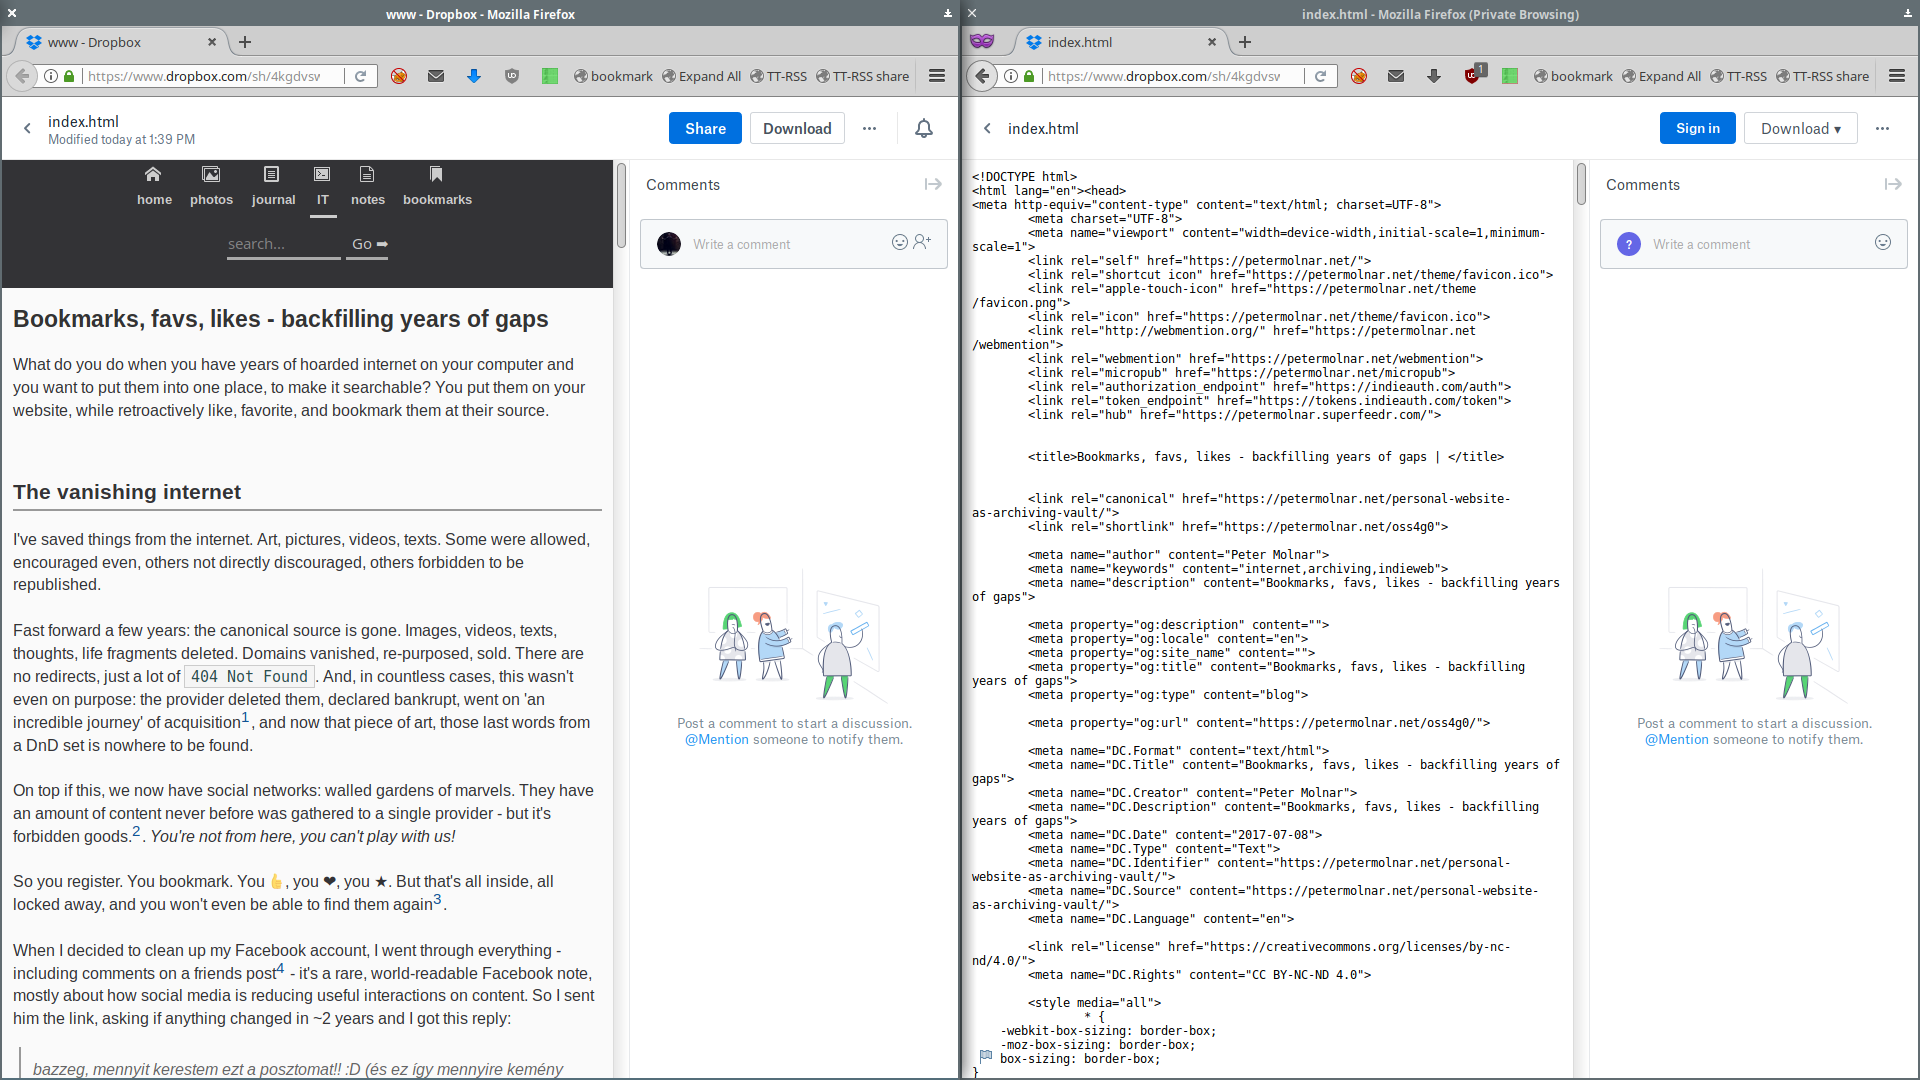 www - Dropbox - Mozilla Firefox
www - Dropbox
https://www.dropbox.com/sh/4kgdvsw
bookmark
Expand All
TT-RSS
TT-RSS share
index.html
Modified today at 1:39 PM
Share
Download
home
photos
journal
IT
notes
bookmarks
search...
Go ➡
Bookmarks, favs, likes - backfilling years of gaps
What do you do when you have years of hoarded internet on your computer and
you want to put them into one place, to make it searchable? You put them on your
website, while retroactively like, favorite, and bookmark them at their source.
The vanishing internet
I've saved things from the internet. Art, pictures, videos, texts. Some were allowed,
encouraged even, others not directly discouraged, others forbidden to be
republished.
Fast forward a few years: the canonical source is gone. Images, videos, texts,
thoughts, life fragments deleted. Domains vanished, re-purposed, sold. There are
no redirects, just a lot of 404 Not Found. And, in countless cases, this wasn't
even on purpose: the provider deleted them, declared bankrupt, went on 'an
incredible journey' of acquisition1, and now that piece of art, those last words from
a DnD set is nowhere to be found.
On top if this, we now have social networks: walled gardens of marvels. They have
an amount of content never before was gathered to a single provider - but it's
forbidden goods.2. You're not from here, you can't play with us!
So you register. You bookmark. You 👍, you ❤, you ★. But that's all inside, all
locked away, and you won't even be able to find them again3.
When I decided to clean up my Facebook account, I went through everything -
including comments on a friends post4 - it's a rare, world-readable Facebook note,
mostly about how social media is reducing useful interactions on content. So I sent
him the link, asking if anything changed in ~2 years and I got this reply:
bazzeg, mennyit kerestem ezt a posztomat!! :D (és ez így mennyire kemény
Comments
Write a comment
Post a comment to start a discussion.
@Mention someone to notify them.
index.html - Mozilla Firefox (Private Browsing)
index.html
https://www.dropbox.com/sh/4kgdvsw
1
bookmark
Expand All
TT-RSS
TT-RSS share
index.html
Sign in
Download ▾
<!DOCTYPE html>
<html lang="en"><head>
<meta http-equiv="content-type" content="text/html; charset=UTF-8">
<meta charset="UTF-8">
<meta name="viewport" content="width=device-width,initial-scale=1,minimum-
scale=1">
<link rel="self" href="https://petermolnar.net/">
<link rel="shortcut icon" href="https://petermolnar.net/theme/favicon.ico">
<link rel="apple-touch-icon" href="https://petermolnar.net/theme
/favicon.png">
<link rel="icon" href="https://petermolnar.net/theme/favicon.ico">
<link rel="http://webmention.org/" href="https://petermolnar.net
/webmention">
<link rel="webmention" href="https://petermolnar.net/webmention">
<link rel="micropub" href="https://petermolnar.net/micropub">
<link rel="authorization_endpoint" href="https://indieauth.com/auth">
<link rel="token_endpoint" href="https://tokens.indieauth.com/token">
<link rel="hub" href="https://petermolnar.superfeedr.com/">
<title>Bookmarks, favs, likes - backfilling years of gaps | </title>
<link rel="canonical" href="https://petermolnar.net/personal-website-
as-archiving-vault/">
<link rel="shortlink" href="https://petermolnar.net/oss4g0">
<meta name="author" content="Peter Molnar">
<meta name="keywords" content="internet,archiving,indieweb">
<meta name="description" content="Bookmarks, favs, likes - backfilling years
of gaps">
<meta property="og:description" content="">
<meta property="og:locale" content="en">
<meta property="og:site_name" content="">
<meta property="og:title" content="Bookmarks, favs, likes - backfilling
years of gaps">
<meta property="og:type" content="blog">
<meta property="og:url" content="https://petermolnar.net/oss4g0/">
<meta name="DC.Format" content="text/html">
<meta name="DC.Title" content="Bookmarks, favs, likes - backfilling years of
gaps">
<meta name="DC.Creator" content="Peter Molnar">
<meta name="DC.Description" content="Bookmarks, favs, likes - backfilling
years of gaps">
<meta name="DC.Date" content="2017-07-08">
<meta name="DC.Type" content="Text">
<meta name="DC.Identifier" content="https://petermolnar.net/personal-
website-as-archiving-vault/">
<meta name="DC.Source" content="https://petermolnar.net/personal-website-
as-archiving-vault/">
<meta name="DC.Language" content="en">
<link rel="license" href="https://creativecommons.org/licenses/by-nc-
nd/4.0/">
<meta name="DC.Rights" content="CC BY-NC-ND 4.0">
<style media="all">
* {
-webkit-box-sizing: border-box;
-moz-box-sizing: border-box;
box-sizing: border-box;
}
Comments
?
Write a comment
Post a comment to start a discussion.
@Mention someone to notify them.